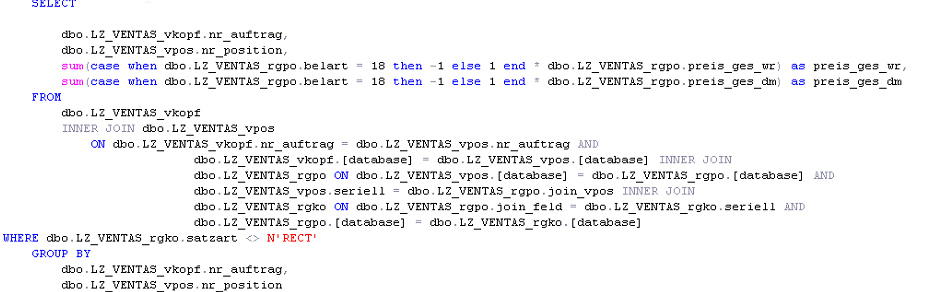 SELECT
dbo.LZ_VENTAS_vkopf.nr_auftrag,
dbo.LZ_VENTAS_vpos.nr_position,
sum(case when dbo.LZ_VENTAS_rgpo.belart = 18 then -1 else 1 end * dbo.LZ_VENTAS_rgpo.preis_ges_wr) as preis_ges_wr,
sum(case when dbo.LZ_VENTAS_rgpo.belart = 18 then -1 else 1 end * dbo.LZ_VENTAS_rgpo.preis_ges_dm) as preis_ges_dm
FROM
dbo.LZ_VENTAS_vkopf
INNER JOIN dbo.LZ_VENTAS_vpos
ON dbo.LZ_VENTAS_vkopf.nr_auftrag = dbo.LZ_VENTAS_vpos.nr_auftrag AND
dbo.LZ_VENTAS_vkopf.[database] = dbo.LZ_VENTAS_vpos.[database] INNER JOIN
dbo.LZ_VENTAS_rgpo ON dbo.LZ_VENTAS_vpos.[database] = dbo.LZ_VENTAS_rgpo.[database] AND
dbo.LZ_VENTAS_vpos.seriell = dbo.LZ_VENTAS_rgpo.join_vpos INNER JOIN
dbo.LZ_VENTAS_rgko ON dbo.LZ_VENTAS_rgpo.join_feld = dbo.LZ_VENTAS_rgko.seriell AND
dbo.LZ_VENTAS_rgpo.[database] = dbo.LZ_VENTAS_rgko.[database]
WHERE dbo.LZ_VENTAS_rgko.satzart <> N'RECT'
GROUP BY
dbo.LZ_VENTAS_vkopf.nr_auftrag,
dbo.LZ_VENTAS_vpos.nr_position